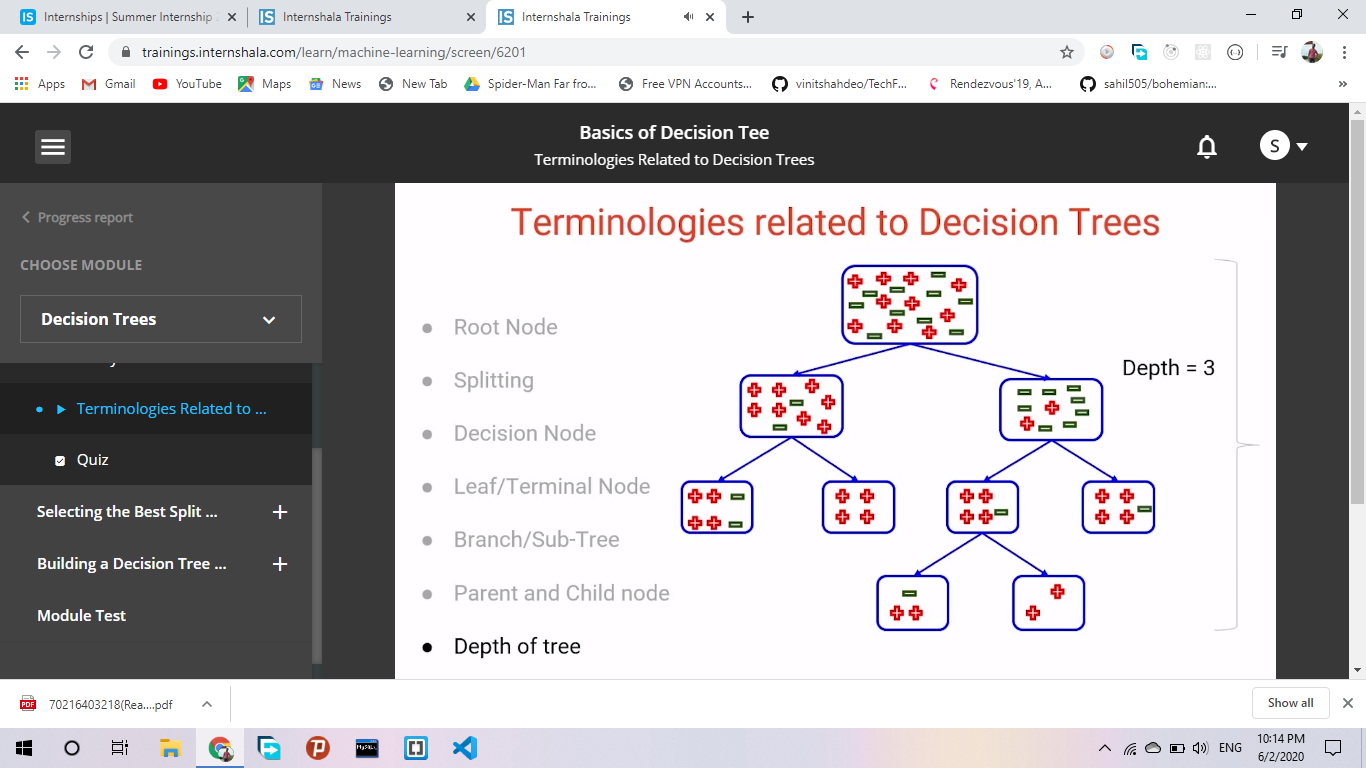 Internships | Summer Internship
Internshala Trainings
Internshala Trainings
trainings.internshala.com/learn/machine-learning/screen/6201
Apps
Gmail
YouTube
Maps
News
New Tab
Spider-Man Far fro...
Free VPN Accounts...
vinitshahdeo/TechF...
Rendezvous'19, A...
sahil505/bohemian:...
»
Basics of Decision Tee
Terminologies Related to Decision Trees
S
Progress report
CHOOSE MODULE
Decision Trees
Terminologies Related to ...
Quiz
Selecting the Best Split ...
Building a Decision Tree ...
Module Test
Terminologies related to Decision Trees
● Root Node
● Splitting
● Decision Node
● Leaf/Terminal Node
● Branch/Sub-Tree
● Parent and Child node
● Depth of tree
Depth = 3
70216403218(Rea....pdf
Show all
MySQL
ENG
10:14 PM
6/2/2020